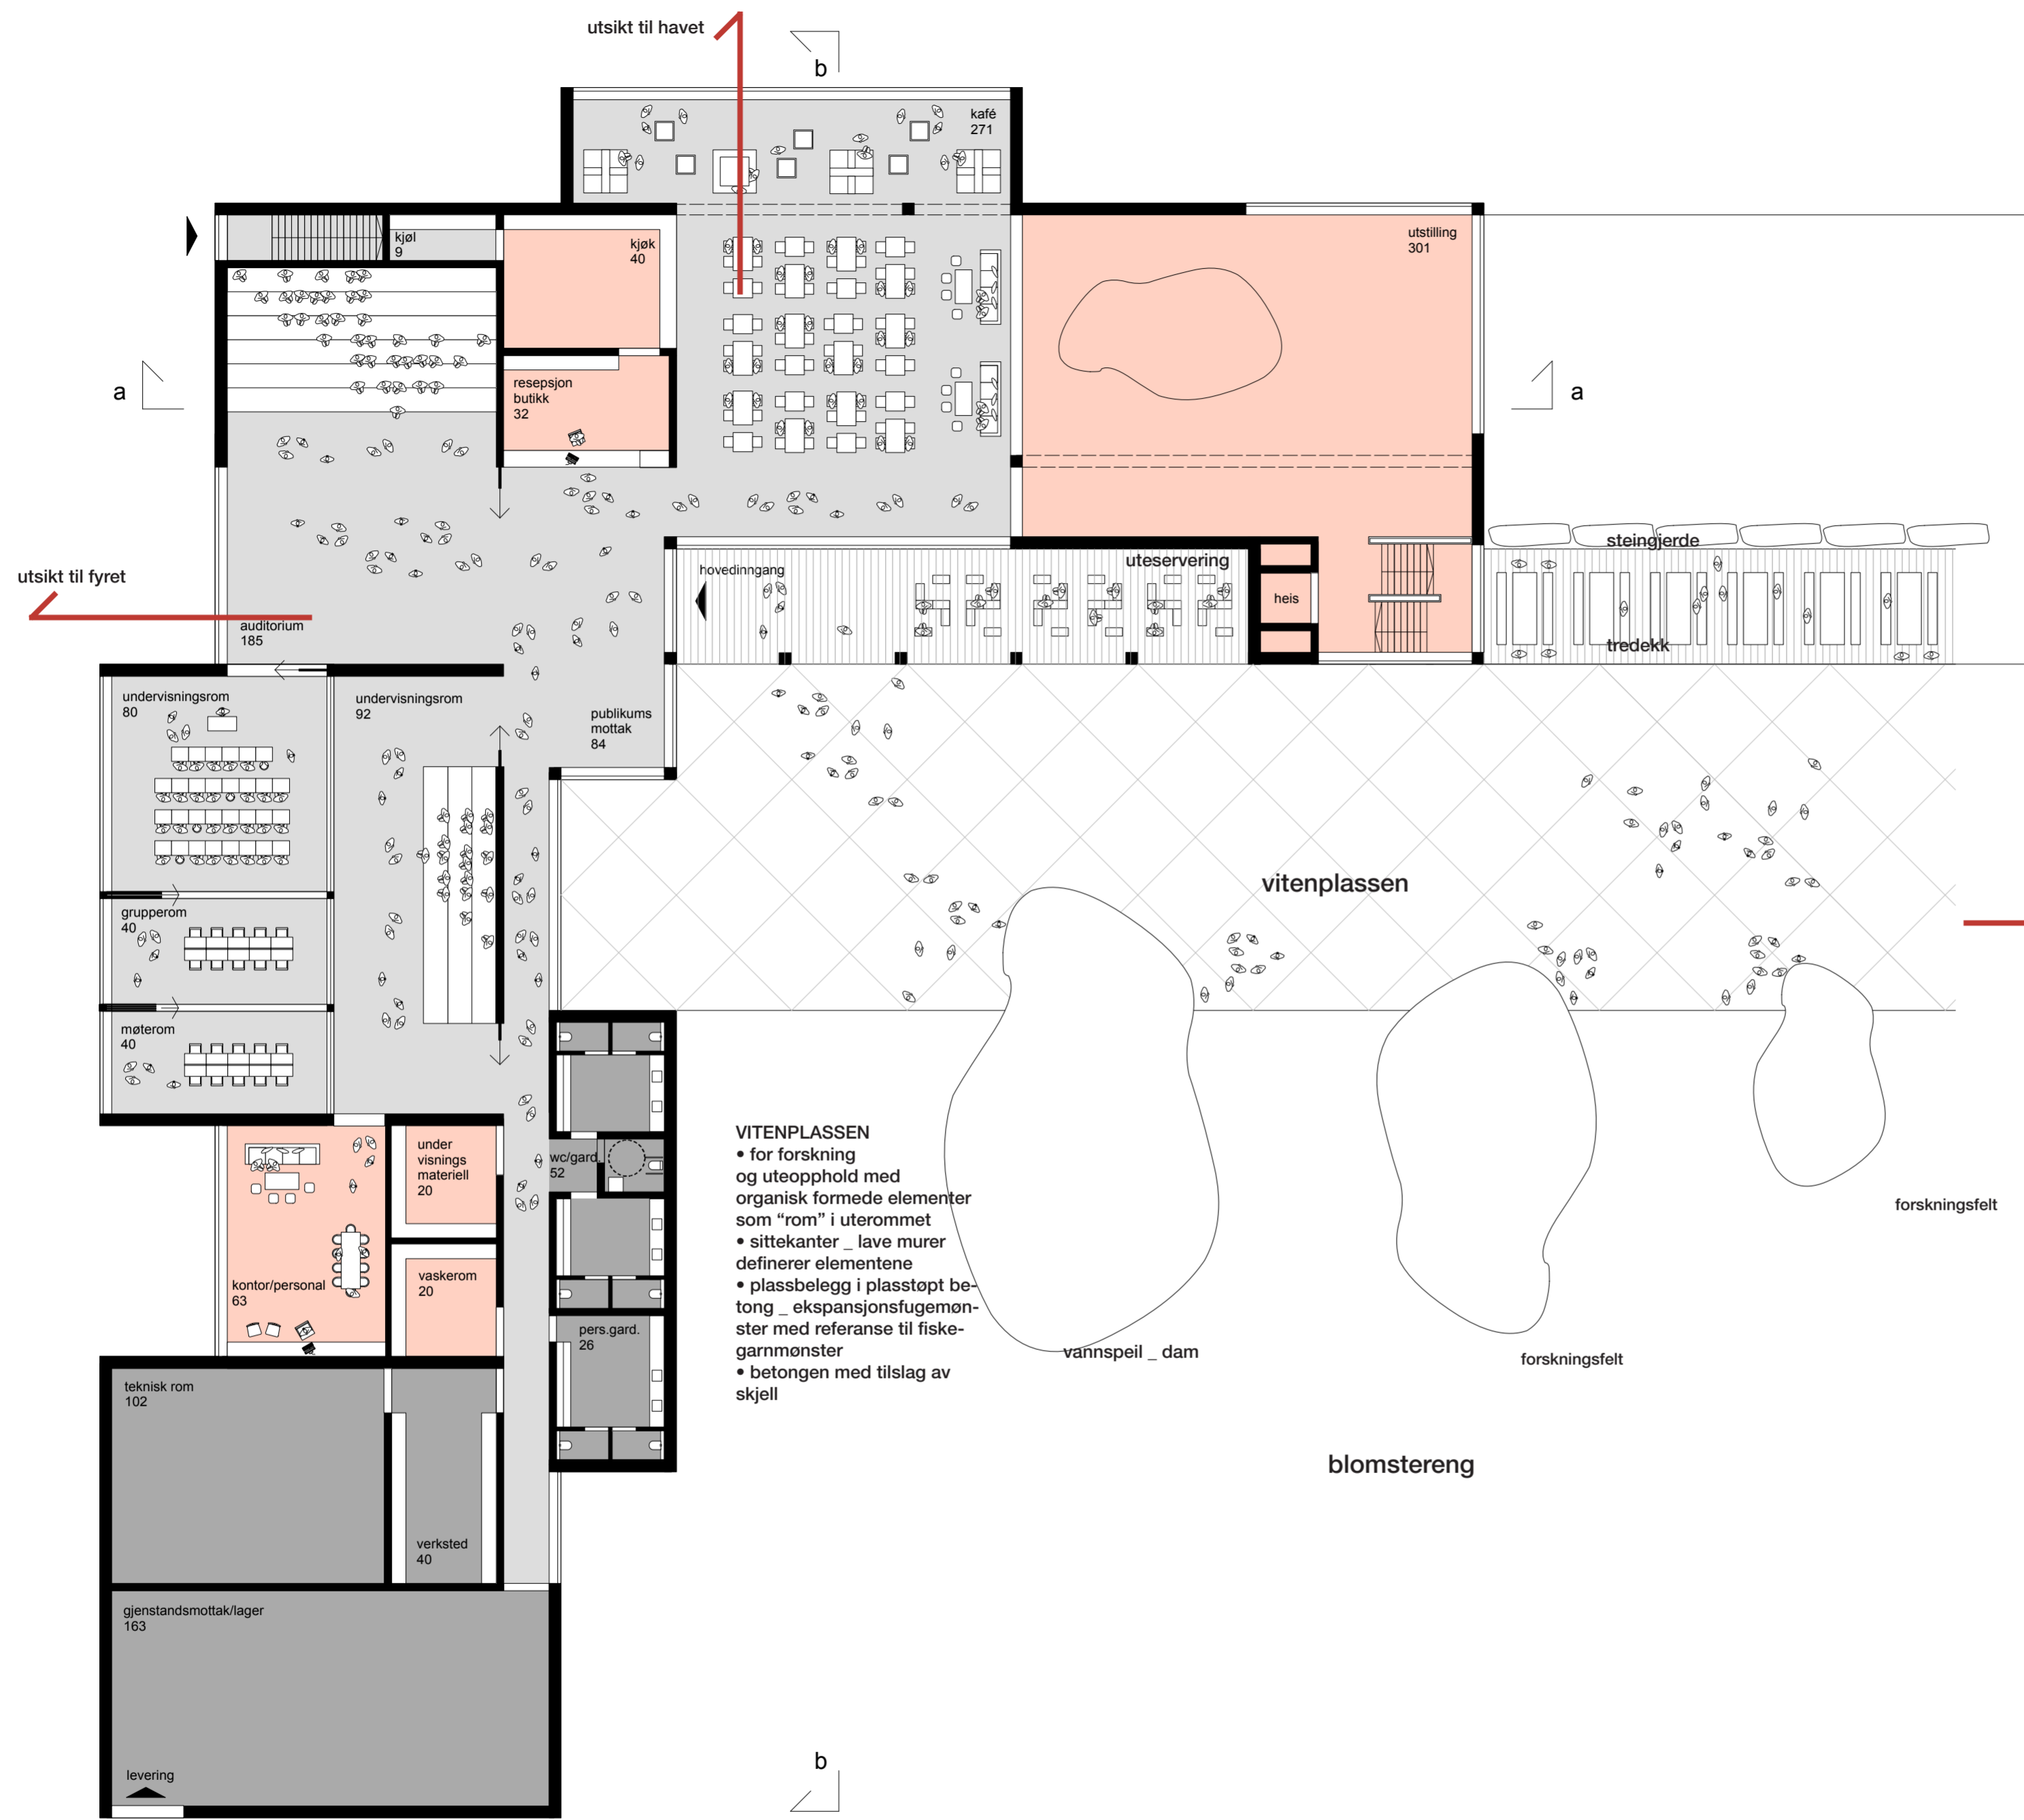 utsikt til havet
b
kafé
271
kjøl
9
kjøk
40
utstilling
301
a
resepsjon
butikk
32
a
steingjerde
uteservering
hovedinngang
utsikt til fyret
heis
auditorium
185
tredekk
undervisningsrom
80
undervisningsrom
92
publikums
mottak
84
vitenplassen
grupperom
40
møterom
40
VITENPLASSEN
• for forskning
og uteopphold med
organisk formede elementer
som “rom” i uterommet
• sittekanter _ lave murer
definerer elementene
• plassbelegg i plasstøpt be-
tong _ ekspansjonsfugemøn-
ster med referanse til fiske-
garnmønster
• betongen med tilslag av
skjell
under
visnings
materiell
20
wc/gard.
52
forskningsfelt
kontor/personal
63
vaskerom
20
pers.gard.
26
vannspeil _ dam
forskningsfelt
teknisk rom
102
blomstereng
verksted
40
gjenstandsmottak/lager
163
levering
b